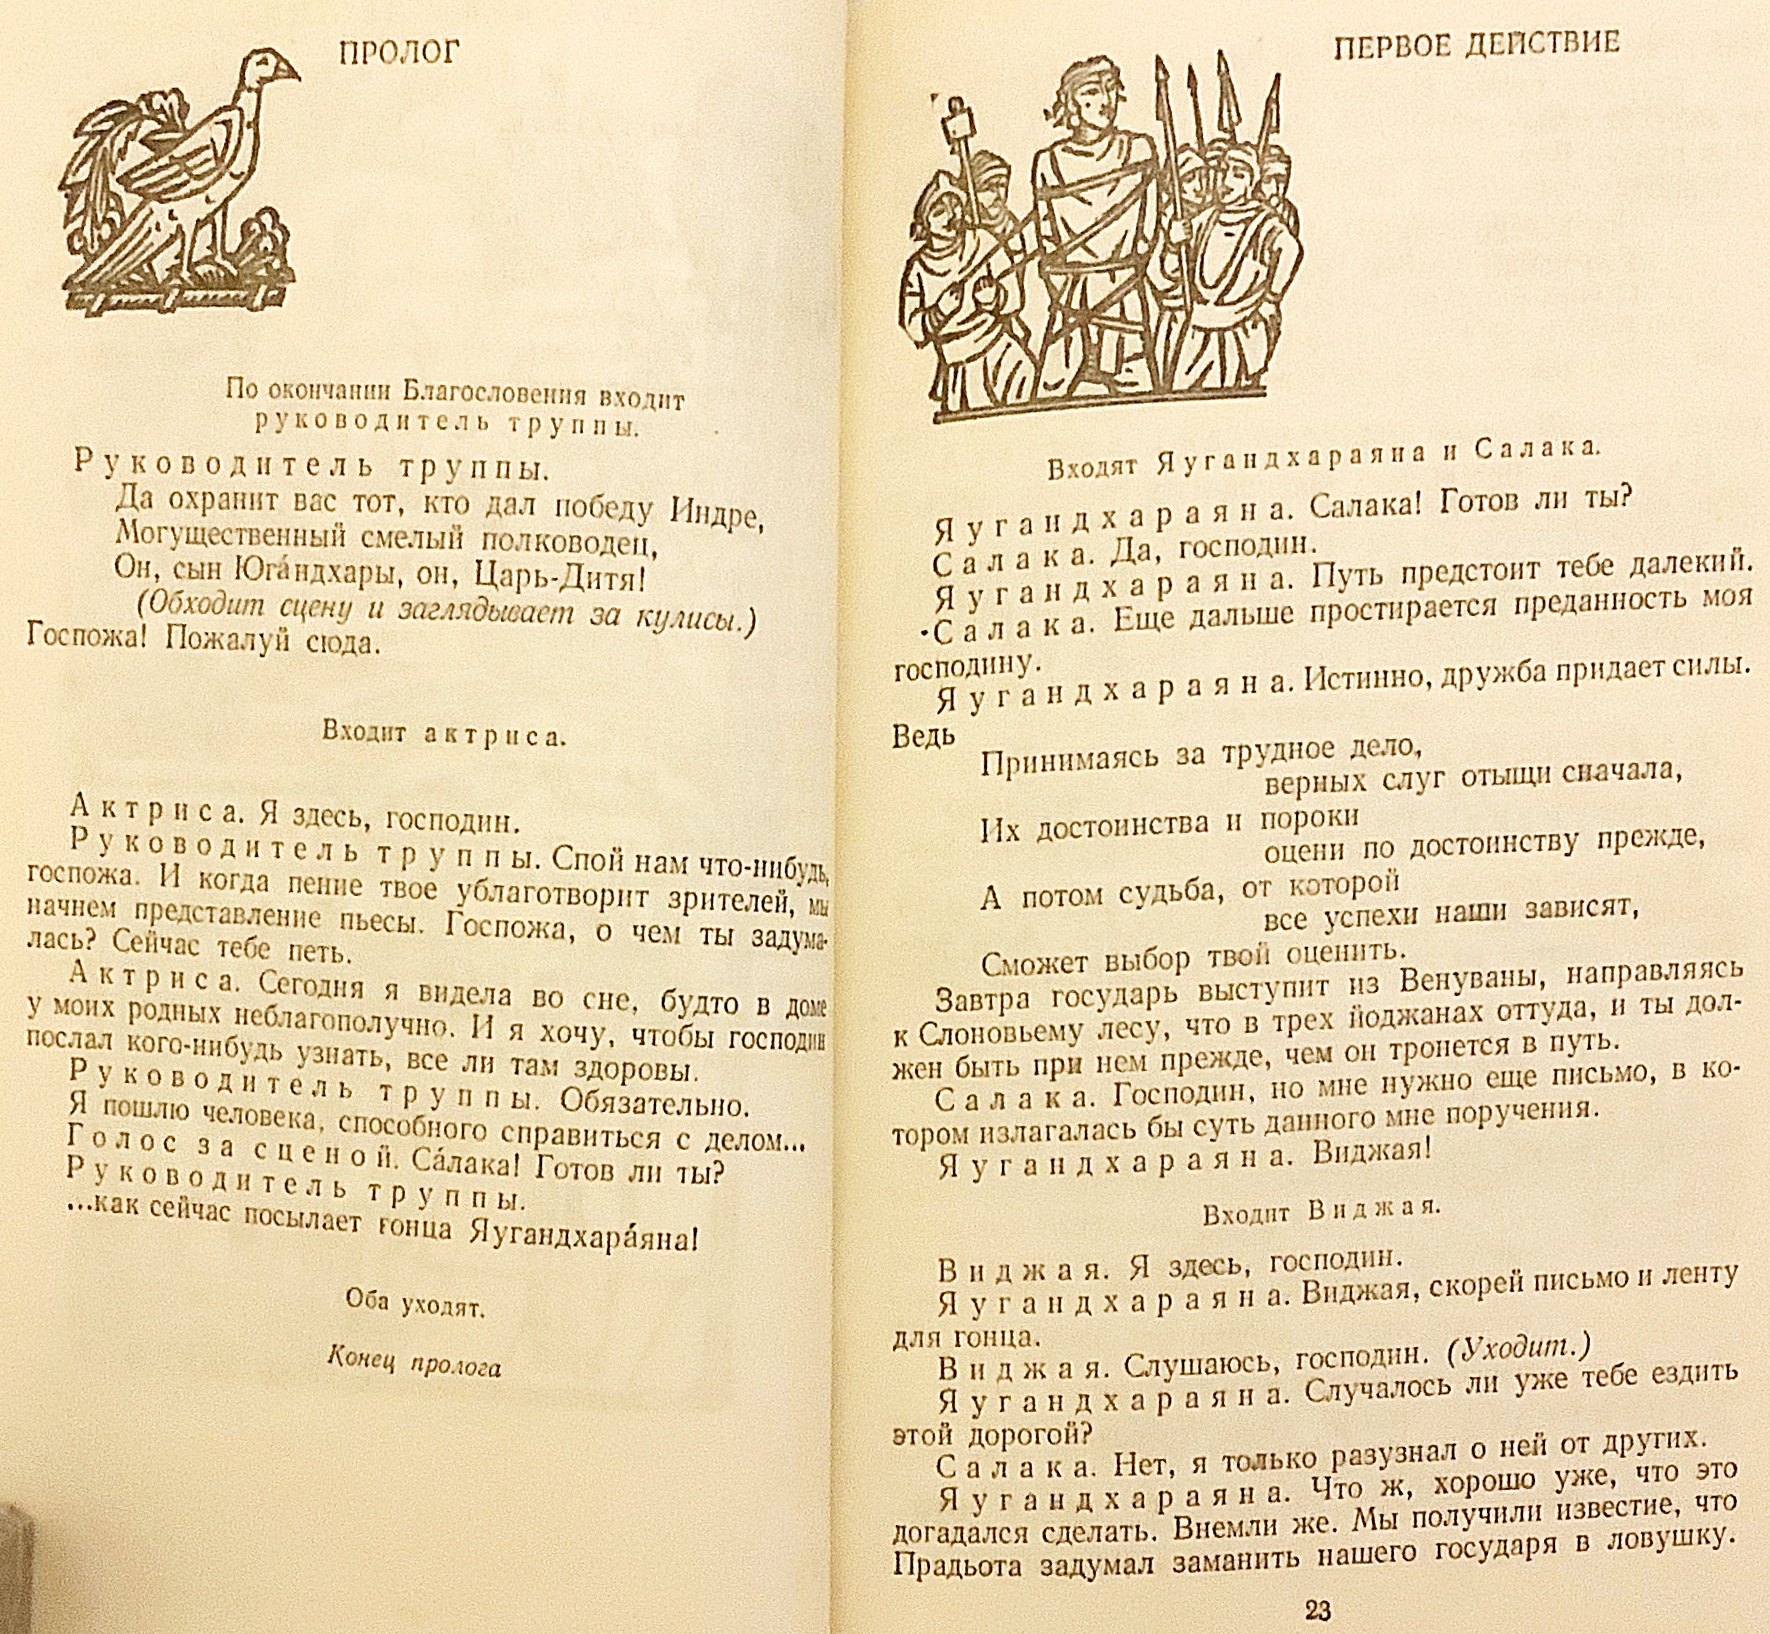 ПРОЛОГ
По окончании Благословения входит
руководитель труппы.
Руководитель труппы.
Да охранит вас тот, кто дал победу Индре,
Могущественный смелый полководец,
Он, сын Юга́ндхары, он, Царь-Дитя!
(Обходит сцену и заглядывает за кулисы.)
Госпожа! Пожалуй сюда.
Входит актриса.
Актриса. Я здесь, господин.
Руководитель труппы. Спой нам что-нибудь,
госпожа. И когда пение твое ублаготворит зрителей, мы
начнем представление пьесы. Госпожа, о чем ты задума-
лась? Сейчас тебе петь.
Актриса. Сегодня я видела во сне, будто в доме
у моих родных неблагополучно. И я хочу, чтобы господин
послал кого-нибудь узнать, все ли там здоровы.
Руководитель труппы. Обязательно.
Я пошлю человека, способного справиться с делом...
Голос за сценой. Са́лака! Готов ли ты?
Руководитель труппы.
...как сейчас посылает гонца Яугандхара́яна!
Оба уходят.
Конец пролога
ПЕРВОЕ ДЕЙСТВИЕ
Входят Яугандхараяна и Салака.
Яугандхараяна. Салака! Готов ли ты?
Салака. Да, господин.
Яугандхараяна. Путь предстоит тебе далекий.
Салака. Еще дальше простирается преданность моя
господину.
Яугандхараяна. Истинно, дружба придает силы.
Ведь
Принимаясь за трудное дело,
верных слуг отыщи сначала,
Их достоинства и пороки
оцени по достоинству прежде,
А потом судьба, от которой
все успехи наши зависят,
Сможет выбор твой оценить.
Завтра государь выступит из Венуваны, направляясь
к Слоновьему лесу, что в трех йоджанах оттуда, и ты дол-
жен быть при нем прежде, чем он тронется в путь.
Салака. Господин, но мне нужно еще письмо, в ко-
тором излагалась бы суть данного мне поручения.
Яугандхараяна. Виджая!
Входит Виджая.
Виджая. Я здесь, господин.
Яугандхараяна. Виджая, скорей письмо и ленту
для гонца.
Виджая. Слушаюсь, господин. (Уходит.)
Яугандхараяна. Случалось ли уже тебе ездить
этой дорогой?
Салака. Нет, я только разузнал о ней от других.
Яугандхараяна. Что ж, хорошо уже, что это
догадался сделать. Внемли же. Мы получили известие, что
Прадьота задумал заманить нашего государя в ловушку.
23